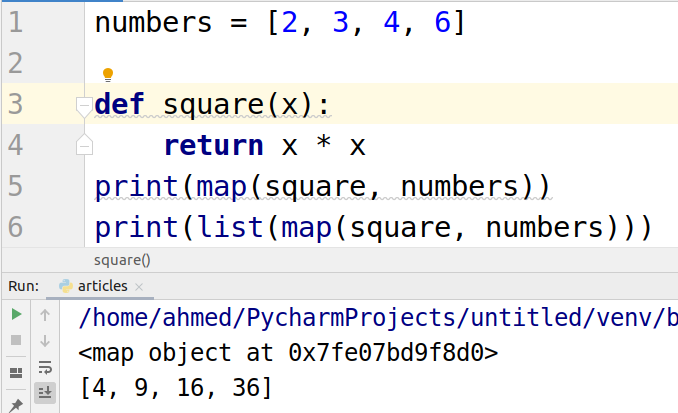 1 numbers = [2, 3, 4, 6]
2
3 def square(x):
4     return x * x
5 print(map(square, numbers))
6 print(list(map(square, numbers)))
square()
Run: articles ×
/home/ahmed/PycharmProjects/untitled/venv/b
<map object at 0x7fe07bd9f8d0>
[4, 9, 16, 36]